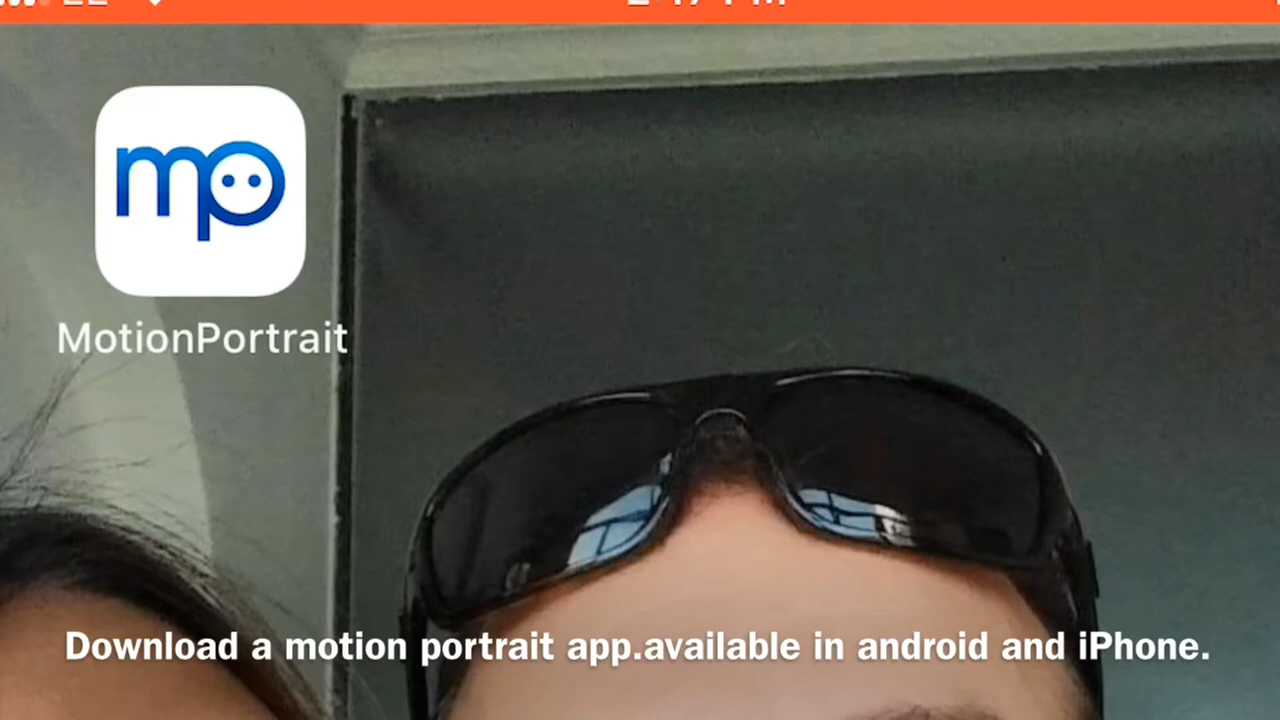 mp
MotionPortrait
Download a motion portrait app.available in android and iPhone.